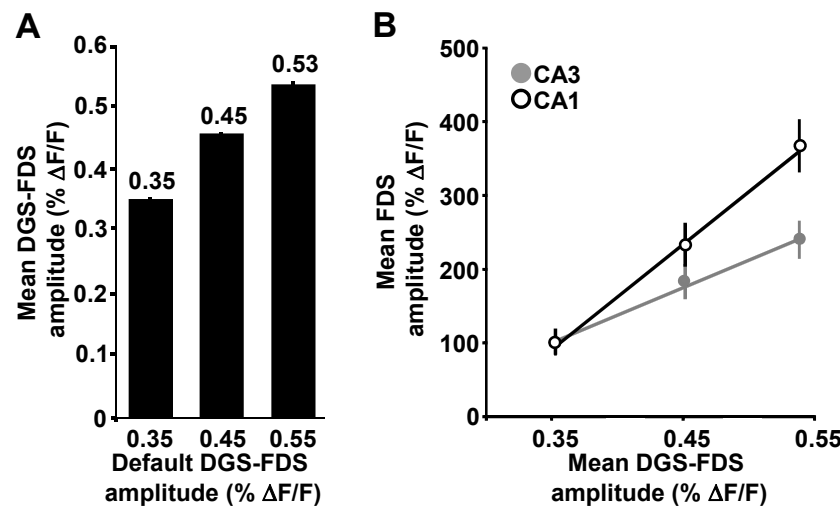 A
0.6
0.5
0.4
0.3
0.2
0.1
0
Mean DGS-FDS
amplitude (% ΔF/F)
0.35
0.45
0.53
0.35
0.45
0.55
Default DGS-FDS
amplitude (% ΔF/F)
B
500
400
300
200
100
0
Mean FDS
amplitude (% ΔF/F)
CA3
CA1
0.35
0.45
0.55
Mean DGS-FDS
amplitude (% ΔF/F)